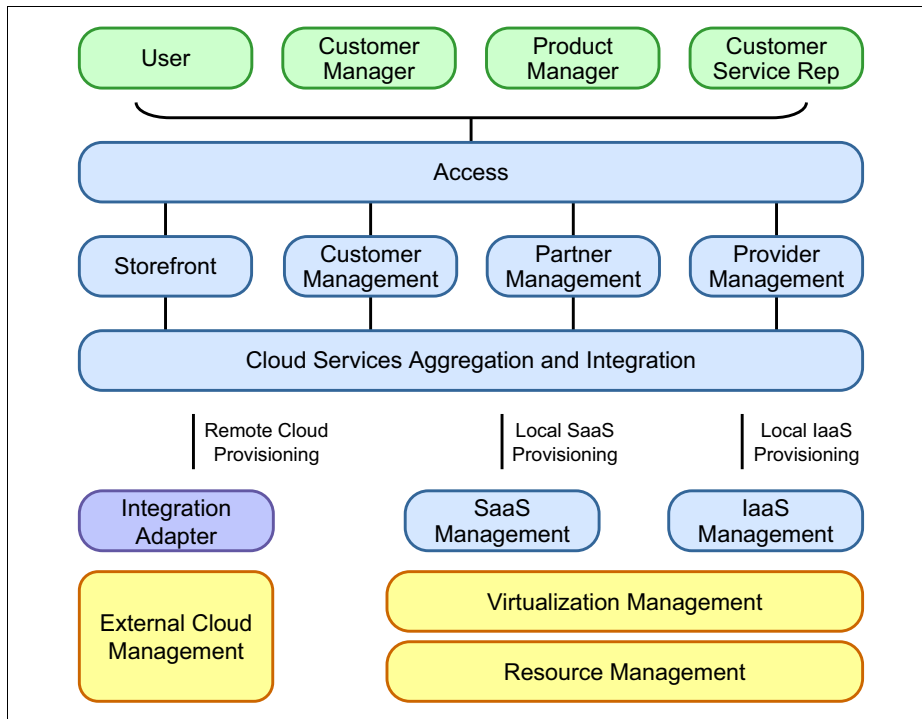 User
Customer
Manager
Product
Manager
Customer
Service Rep
Access
Storefront
Customer
Management
Partner
Management
Provider
Management
Cloud Services Aggregation and Integration
Remote Cloud
Provisioning
Local SaaS
Provisioning
Local IaaS
Provisioning
Integration
Adapter
SaaS
Management
IaaS
Management
External Cloud
Management
Virtualization Management
Resource Management